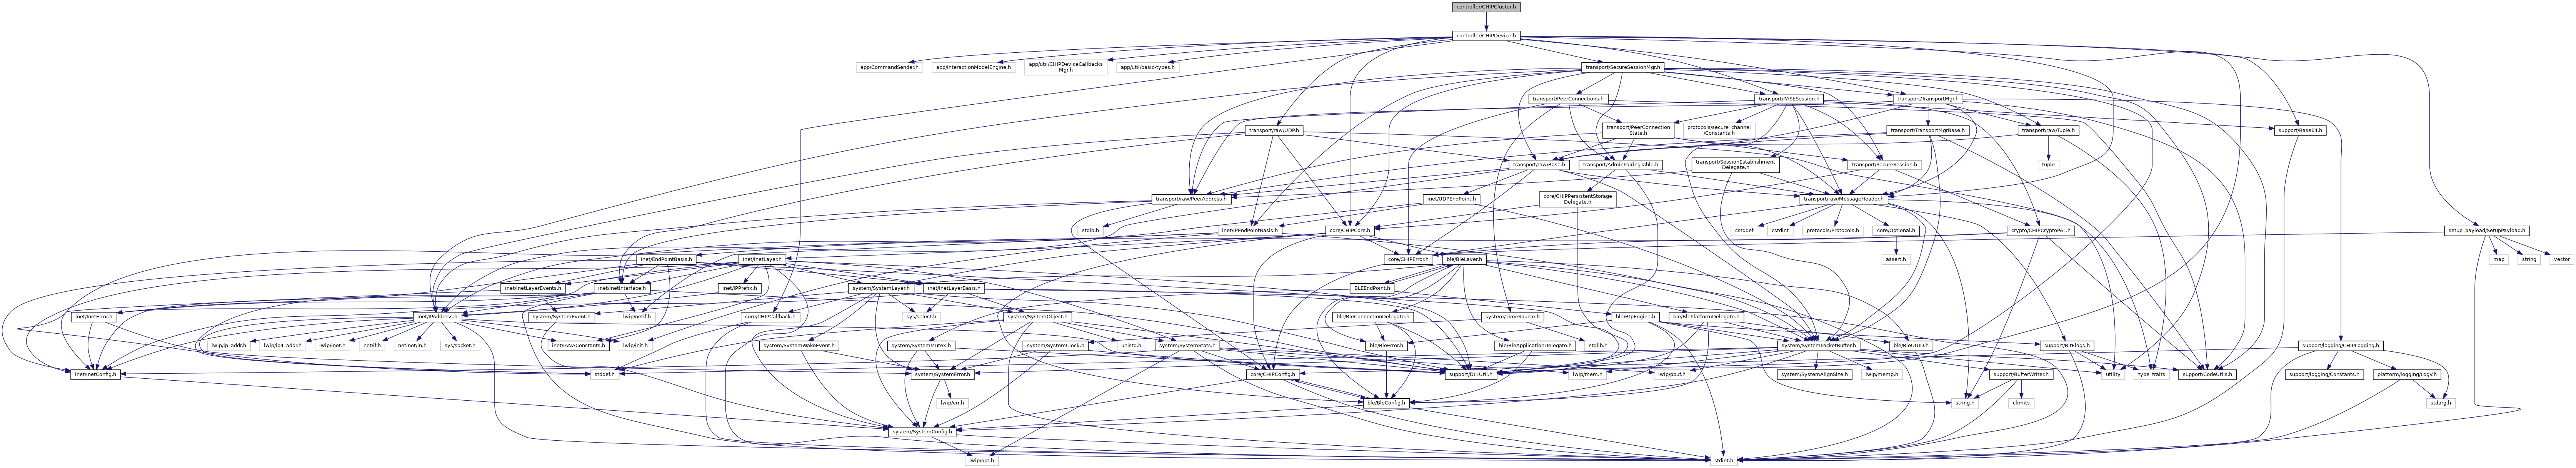 controller/CHIPCluster.h
controller/CHIPDevice.h
app/CommandSender.h
app/InteractionModelEngine.h
app/util/CHIPDeviceCallbacks
Mgr.h
app/util/basic-types.h
transport/SecureSessionMgr.h
transport/PeerConnections.h
transport/PASESession.h
transport/TransportMgr.h
transport/raw/UDP.h
transport/PeerConnection
State.h
protocols/secure_channel
/Constants.h
transport/TransportMgrBase.h
transport/raw/Tuple.h
support/Base64.h
transport/raw/Base.h
transport/AdminPairingTable.h
transport/SessionEstablishment
Delegate.h
transport/SecureSession.h
tuple
transport/raw/PeerAddress.h
inet/UDPEndPoint.h
core/CHIPPersistentStorage
Delegate.h
transport/raw/MessageHeader.h
stdio.h
inet/IPEndPointBasis.h
core/CHIPCore.h
cstddef
cstdint
protocols/Protocols.h
core/Optional.h
crypto/CHIPCryptoPAL.h
setup_payload/SetupPayload.h
inet/EndPointBasis.h
inet/InetLayer.h
core/CHIPError.h
ble/BleLayer.h
assert.h
map
string
vector
inet/InetLayerEvents.h
inet/InetInterface.h
inet/IPPrefix.h
system/SystemLayer.h
inet/InetLayerBasis.h
BLEEndPoint.h
inet/InetError.h
inet/IPAddress.h
system/SystemEvent.h
lwip/netif.h
core/CHIPCallback.h
sys/select.h
system/SystemObject.h
ble/BleConnectionDelegate.h
system/TimeSource.h
ble/BtpEngine.h
ble/BlePlatformDelegate.h
lwip/ip_addr.h
lwip/ip4_addr.h
lwip/inet.h
netif.h
netinet/in.h
sys/socket.h
inet/IANAConstants.h
lwip/init.h
system/SystemWakeEvent.h
system/SystemMutex.h
system/SystemClock.h
unistd.h
system/SystemStats.h
ble/BleError.h
ble/BleApplicationDelegate.h
stdlib.h
system/SystemPacketBuffer.h
ble/BleUUID.h
support/BitFlags.h
support/logging/CHIPLogging.h
inet/InetConfig.h
stddef.h
system/SystemError.h
core/CHIPConfig.h
support/DLLUtil.h
lwip/mem.h
lwip/pbuf.h
system/SystemAlignSize.h
lwip/memp.h
support/BufferWriter.h
utility
type_traits
support/CodeUtils.h
support/logging/Constants.h
platform/logging/LogV.h
lwip/err.h
ble/BleConfig.h
string.h
climits
stdarg.h
system/SystemConfig.h
lwip/opt.h
stdint.h